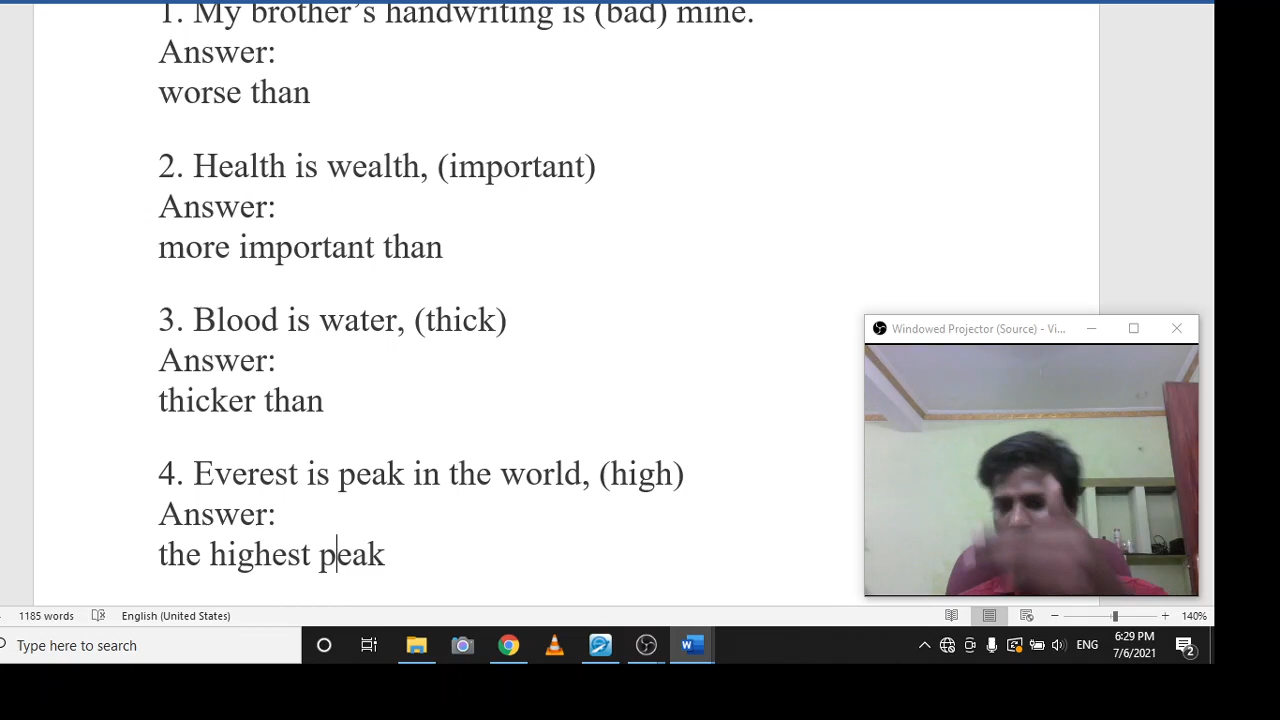 1. My brother’s handwriting is (bad) mine.
Answer:
worse than
2. Health is wealth, (important)
Answer:
more important than
3. Blood is water, (thick)
Answer:
thicker than
4. Everest is peak in the world, (high)
Answer:
the highest peak
Windowed Projector (Source) - Vi...
1185 words English (United States) 140%
Type here to search
ENG
6:29 PM
7/6/2021
2